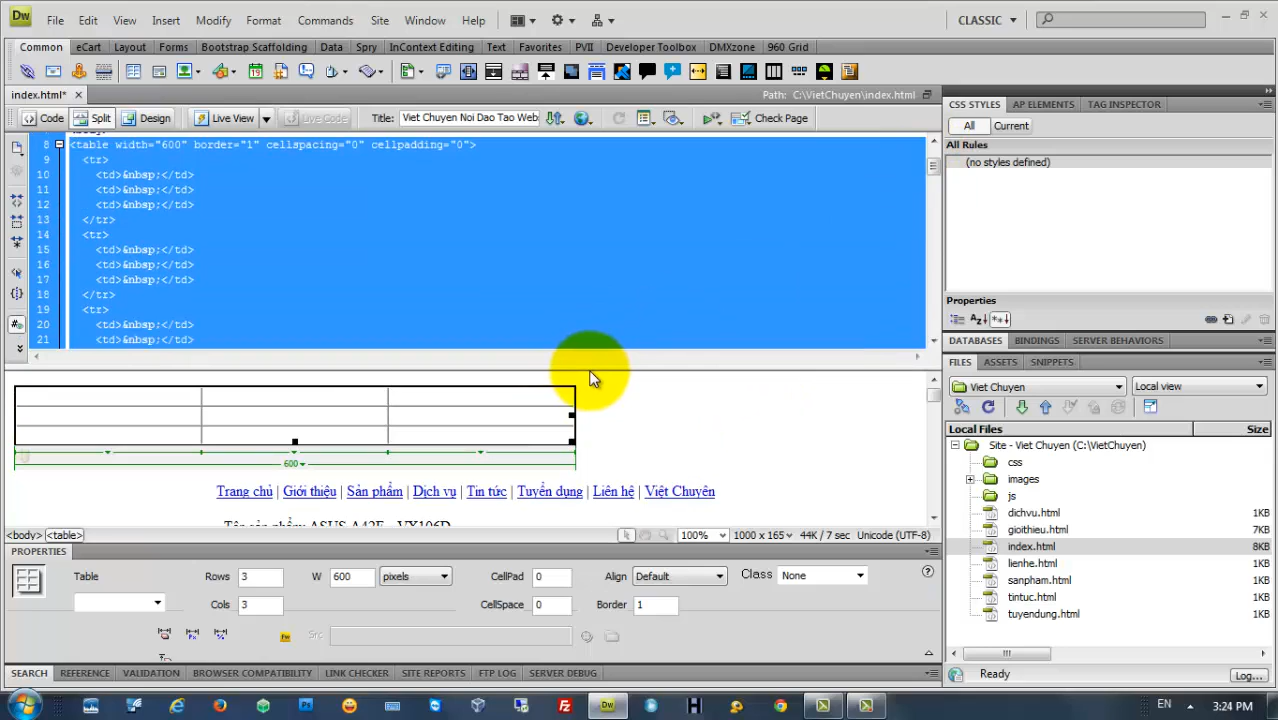 Dw File Edit View Insert Modify Format Commands Site Window Help CLASSIC
Common eCart Layout Forms Bootstrap Scaffolding Data Spry InContext Editing Text Favorites PVII Developer Toolbox DMXzone 960 Grid
index.html* Path: C:\VietChuyen\index.html
Code Split Design Live View Live Code Title: Viet Chuyen Noi Dao Tao Web Check Page
8 <table width="600" border="1" cellspacing="0" cellpadding="0">
9 <tr>
10 <td>&nbsp;</td>
11 <td>&nbsp;</td>
12 <td>&nbsp;</td>
13 </tr>
14 <tr>
15 <td>&nbsp;</td>
16 <td>&nbsp;</td>
17 <td>&nbsp;</td>
18 </tr>
19 <tr>
20 <td>&nbsp;</td>
21 <td>&nbsp;</td>
600
Trang chủ | Giới thiệu | Sản phẩm | Dịch vụ | Tin tức | Tuyển dụng | Liên hệ | Việt Chuyên
Tên sản phẩm ASUS A42F - VX106D
<body> <table> 100% 1000 x 165 44K / 7 sec Unicode (UTF-8)
PROPERTIES
Table Rows 3 W 600 pixels CellPad 0 Align Default Class None
Cols 3 CellSpace 0 Border 1
Src
SEARCH REFERENCE VALIDATION BROWSER COMPATIBILITY LINK CHECKER SITE REPORTS FTP LOG SERVER DEBUG
CSS STYLES AP ELEMENTS TAG INSPECTOR
All Current
All Rules
(no styles defined)
Properties
DATABASES BINDINGS SERVER BEHAVIORS
FILES ASSETS SNIPPETS
Viet Chuyen Local view
Local Files Size
Site - Viet Chuyen (C:\VietChuyen)
css
images
js
dichvu.html 1KB
gioithieu.html 7KB
index.html 8KB
lienhe.html 1KB
sanpham.html 1KB
tintuc.html 1KB
tuyendung.html 1KB
Ready Log...
EN 3:24 PM